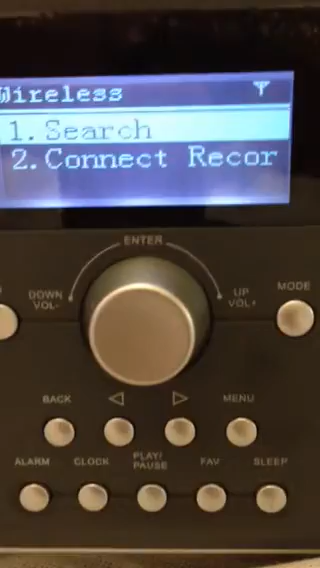 Wireless
1. Search
2. Connect Recor
ENTER
DOWN
VOL-
UP
VOL+
MODE
BACK
MENU
ALARM
CLOCK
PLAY/
PAUSE
FAV
SLEEP